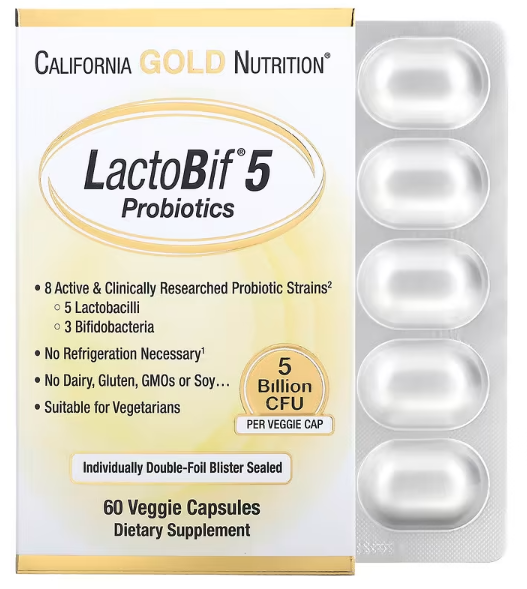 CALIFORNIA GOLD NUTRITION®
LactoBif® 5
Probiotics
• 8 Active & Clinically Researched Probiotic Strains²
○ 5 Lactobacilli
○ 3 Bifidobacteria
• No Refrigeration Necessary¹
• No Dairy, Gluten, GMOs or Soy...
• Suitable for Vegetarians
5
Billion
CFU
PER VEGGIE CAP
Individually Double-Foil Blister Sealed
60 Veggie Capsules
Dietary Supplement